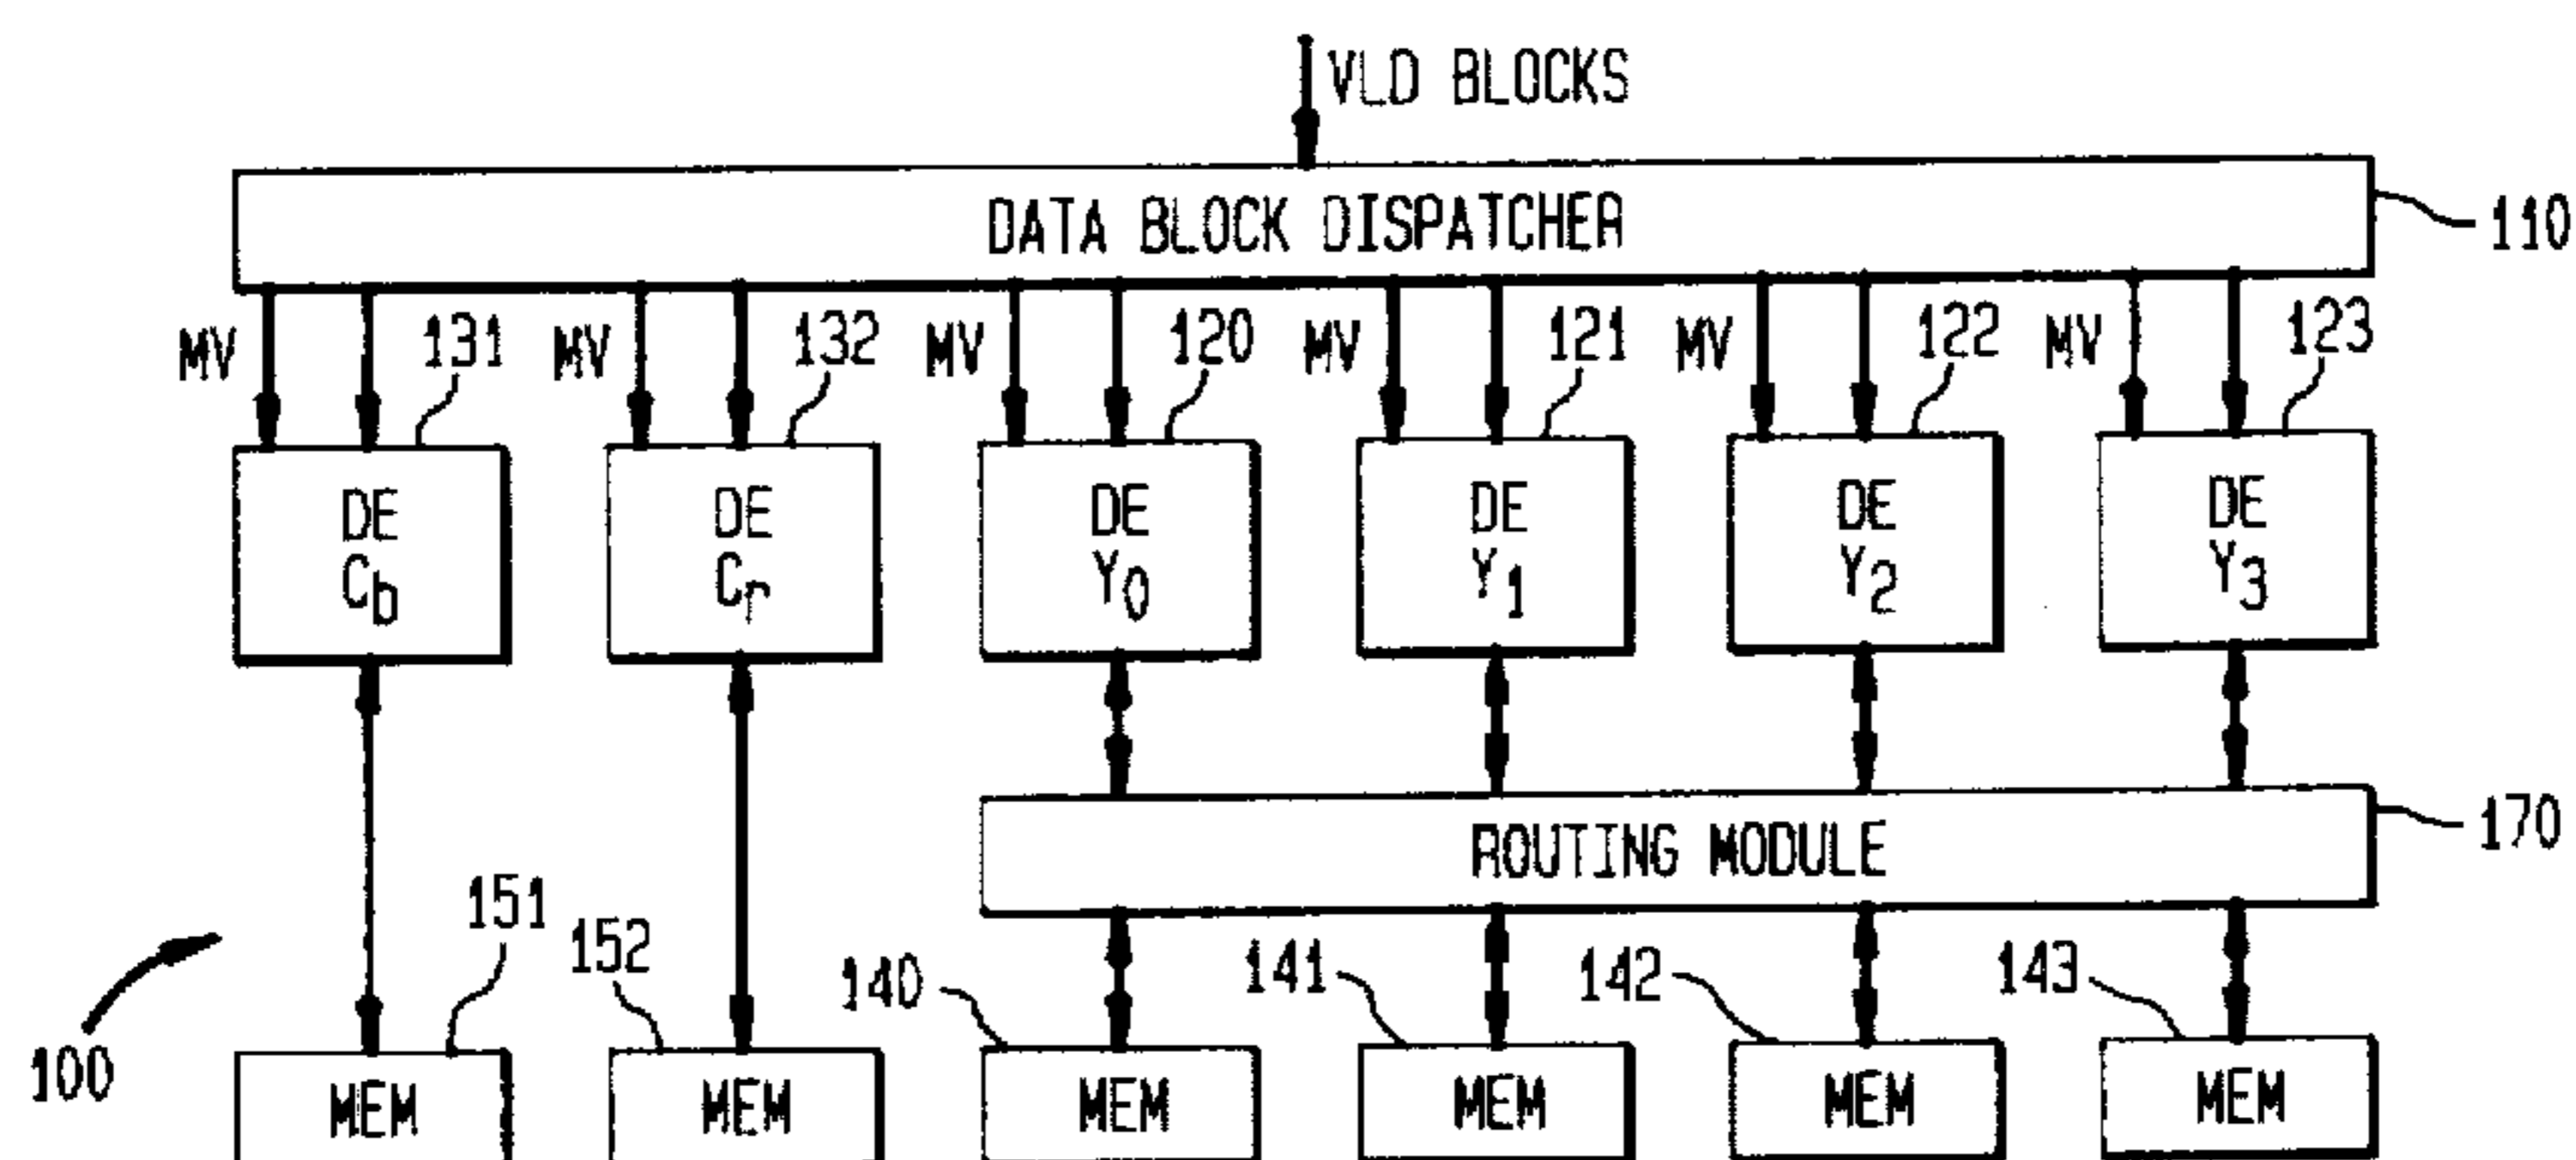 VLD BLOCKS
DATA BLOCK DISPATCHER
110
MV 131 MV 132 MV 120 MV 121 MV 122 MV 123
DE DE DE DE DE DE
Cb Cr Y0 Y1 Y2 Y3
ROUTING MODULE
170
151 152 140 141 142 143
100
MEM MEM MEM MEM MEM MEM